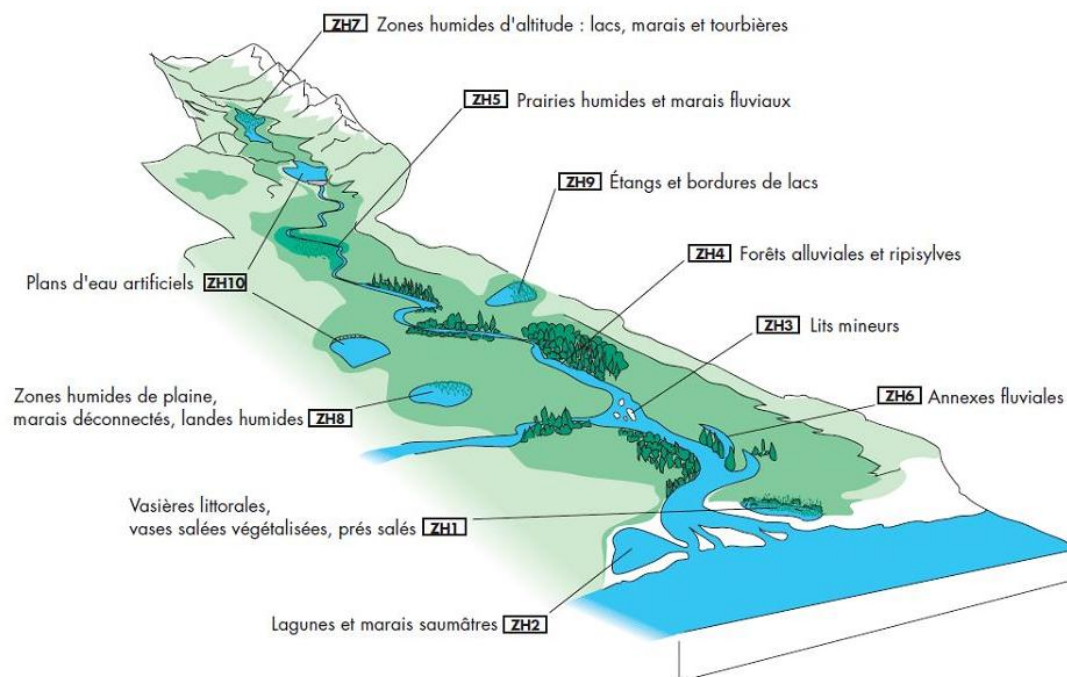 ZH7 Zones humides d'altitude : lacs, marais et tourbières
ZH5 Prairies humides et marais fluviaux
ZH9 Étangs et bordures de lacs
ZH4 Forêts alluviales et ripisylves
Plans d'eau artificiels ZH10
ZH3 Lits mineurs
Zones humides de plaine,
marais déconnectés, landes humides ZH8
ZH6 Annexes fluviales
Vasières littorales,
vases salées végétalisées, prés salés ZH1
Lagunes et marais saumâtres ZH2